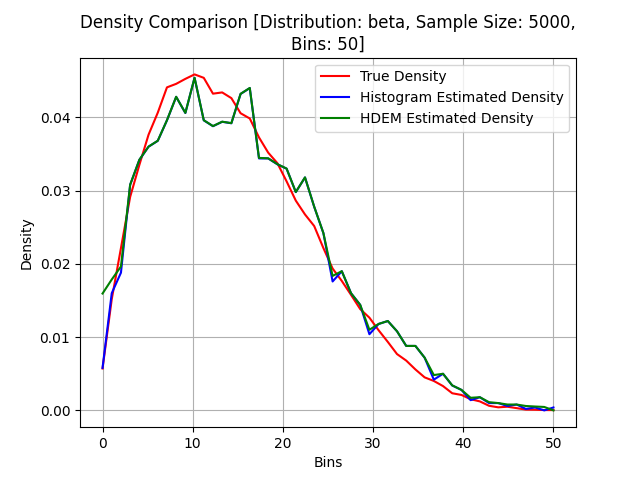 Density Comparison [Distribution: beta, Sample Size: 5000,
Bins: 50]
True Density
Histogram Estimated Density
HDEM Estimated Density
Density
0.04
0.03
0.02
0.01
0.00
0
10
20
30
40
50
Bins